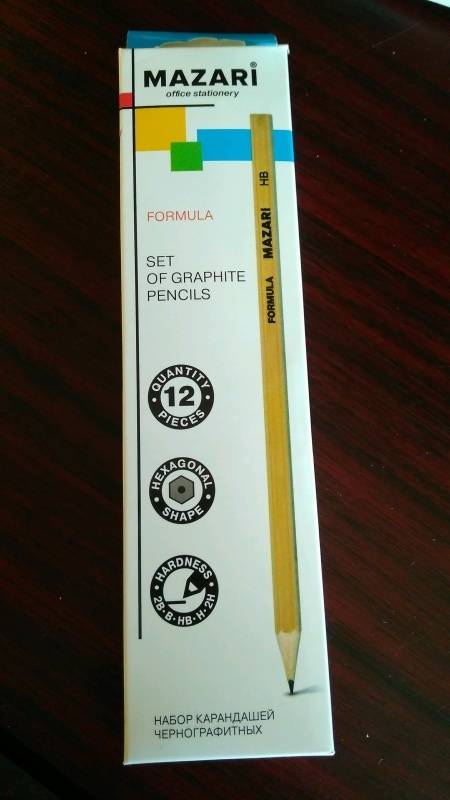 MAZARi®
office stationery
FORMULA
SET
OF GRAPHITE
PENCILS
FORMULA MAZARi HB
QUANTITY
12
PIECES
HEXAGONAL
SHAPE
HARDNESS
2B·B·HB·H·2H
НАБОР КАРАНДАШЕЙ
ЧЕРНОГРАФИТНЫХ